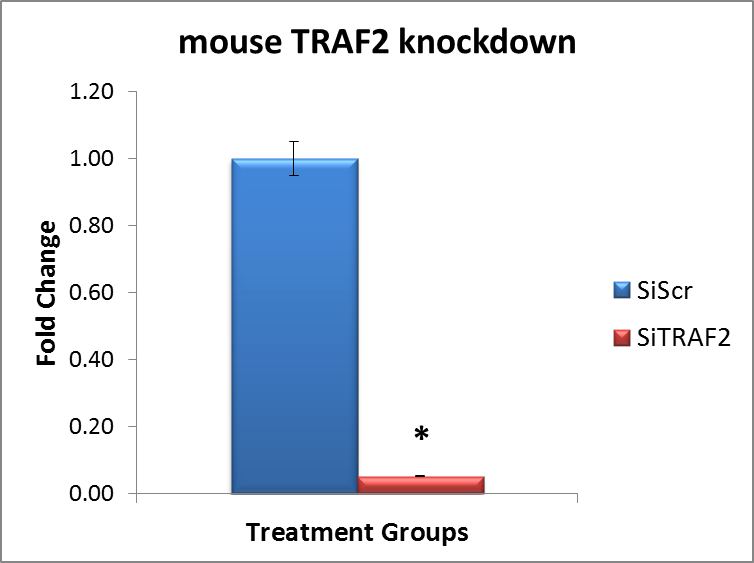 mouse TRAF2 knockdown
1.20
1.00
0.80
0.60
0.40
0.20
0.00
Fold Change
*
Treatment Groups
SiScr
SiTRAF2